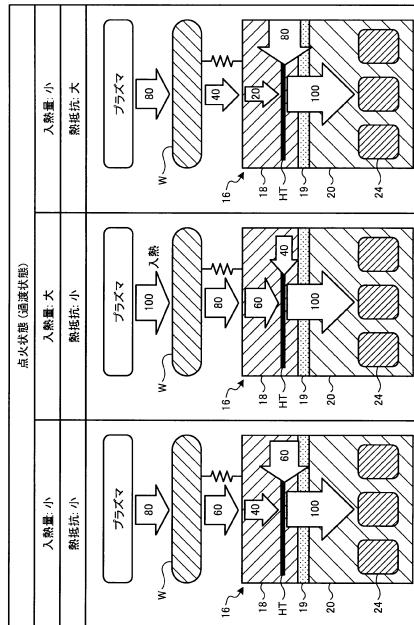 点火状態(過渡状態)
入熱量: 小
熱抵抗: 小
プラズマ
80
W
60
16
18
40
60
HT
19
100
20
24
入熱量: 大
熱抵抗: 小
プラズマ
100
入熱
W
80
16
18
60
40
HT
19
100
20
24
入熱量: 小
熱抵抗: 大
プラズマ
80
W
40
16
18
20
80
HT
19
100
20
24